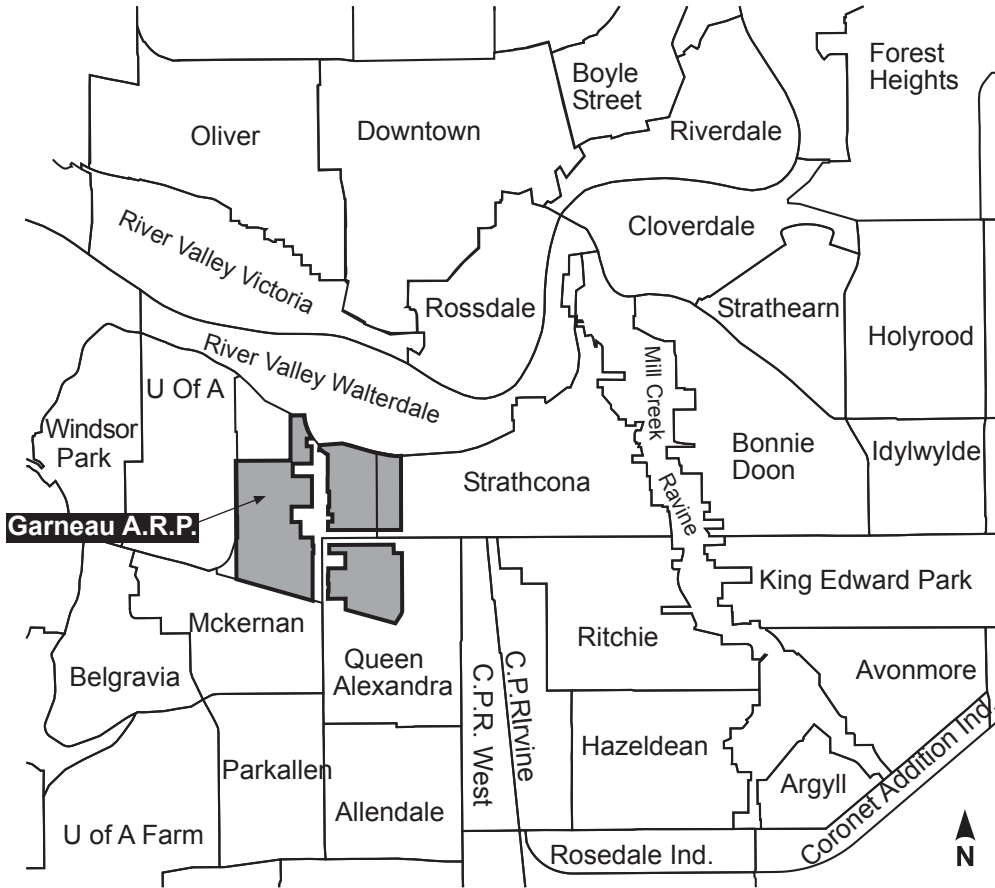 Forest
Heights
Boyle
Street
Oliver
Downtown
Riverdale
River Valley Victoria
Cloverdale
Rossdale
Strathearn
Holyrood
River Valley Walterdale
U Of A
Mill Creek
Ravine
Windsor
Park
Bonnie
Doon
Idylwylde
Strathcona
Garneau A.R.P.
King Edward Park
Mckernan
Ritchie
Queen
Alexandra
Belgravia
Avonmore
C.P.R. West
C.P.RIrvine
Hazeldean
Parkallen
Argyll
Coronet Addition Ind.
Allendale
U of A Farm
Rosedale Ind.
N